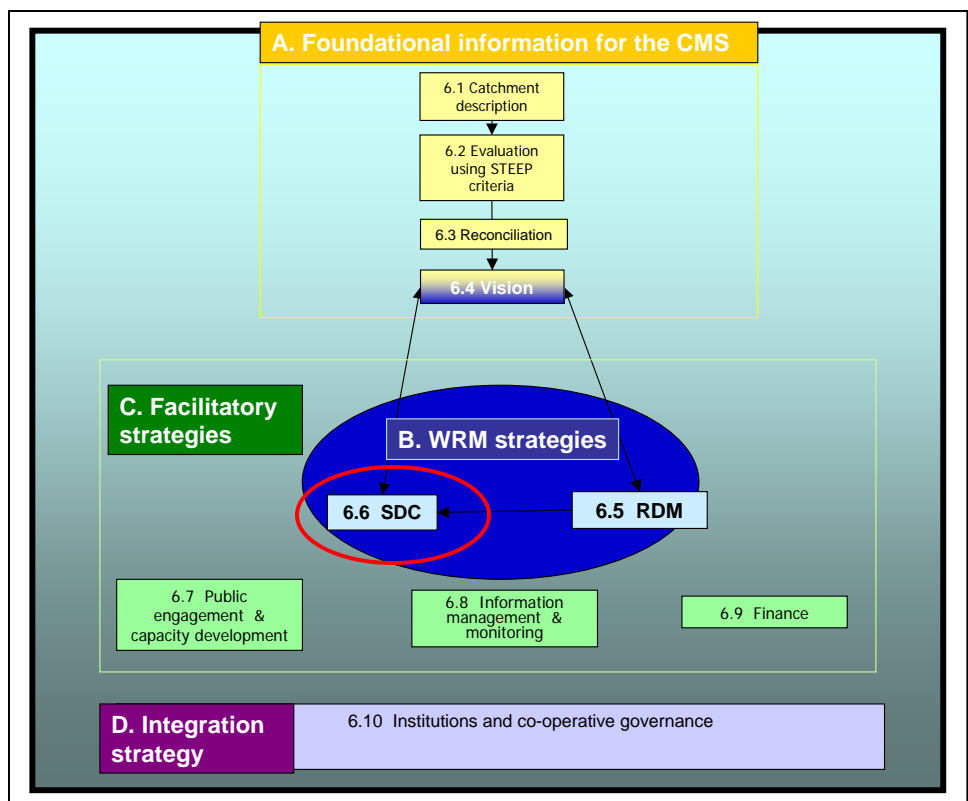 A. Foundational information for the CMS
6.1 Catchment
description
6.2 Evaluation
using STEEP
criteria
6.3 Reconciliation
6.4 Vision
C. Facilitatory
strategies
B. WRM strategies
6.6 SDC
6.5 RDM
6.7 Public
engagement &
capacity development
6.8 Information
management &
monitoring
6.9 Finance
D. Integration
strategy
6.10 Institutions and co-operative governance